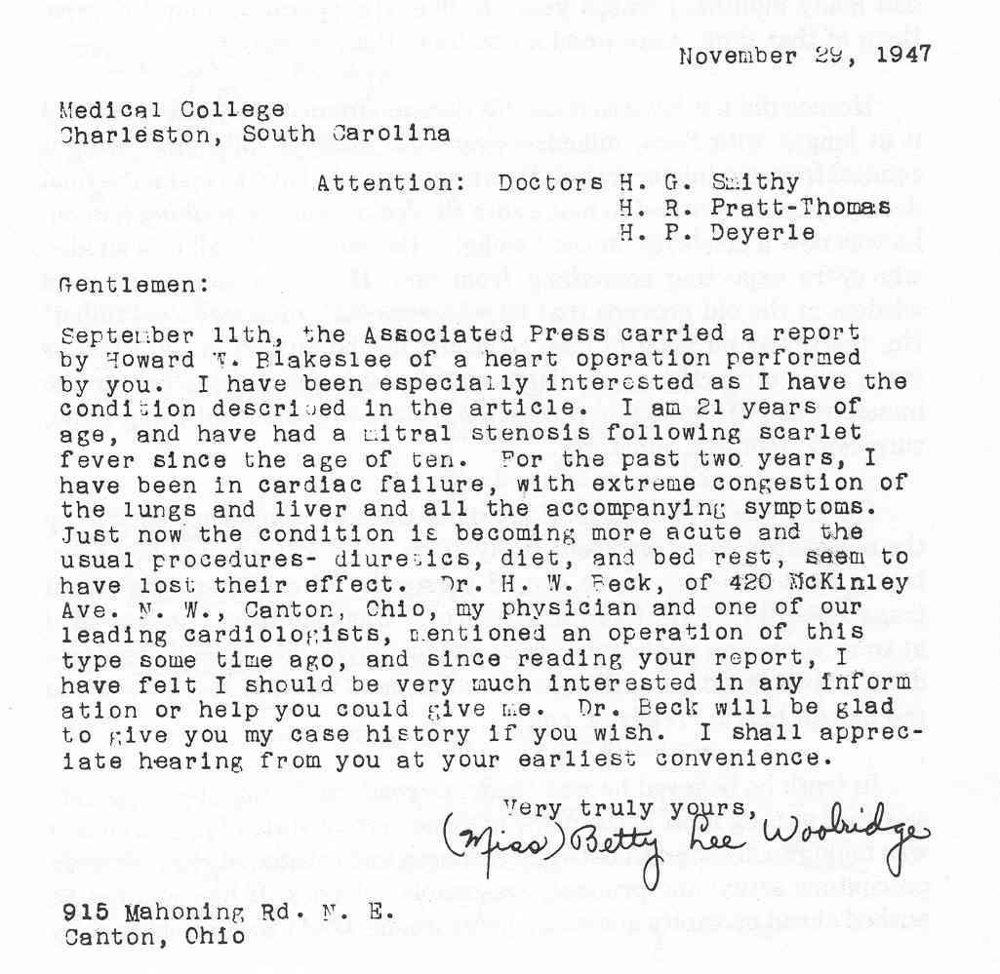 November 29, 1947
Medical College
Charleston, South Carolina
Attention: Doctors H. G. Smithy
H. R. Pratt-Thomas
H. P. Deyerle
Gentlemen:
September 11th, the Associated Press carried a report
by Howard W. Blakeslee of a heart operation performed
by you. I have been especially interested as I have the
condition described in the article. I am 21 years of
age, and have had a mitral stenosis following scarlet
fever since the age of ten. For the past two years, I
have been in cardiac failure, with extreme congestion of
the lungs and liver and all the accompanying symptoms.
Just now the condition is becoming more acute and the
usual procedures- diuretics, diet, and bed rest, seem to
have lost their effect. Dr. H. W. Beck, of 420 McKinley
Ave. N. W., Canton, Ohio, my physician and one of our
leading cardiologists, mentioned an operation of this
type some time ago, and since reading your report, I
have felt I should be very much interested in any inform
ation or help you could give me. Dr. Beck will be glad
to give you my case history if you wish. I shall apprec-
iate hearing from you at your earliest convenience.
Very truly yours,
(Miss) Betty Lee Woolridge
915 Mahoning Rd. N. E.
Canton, Ohio